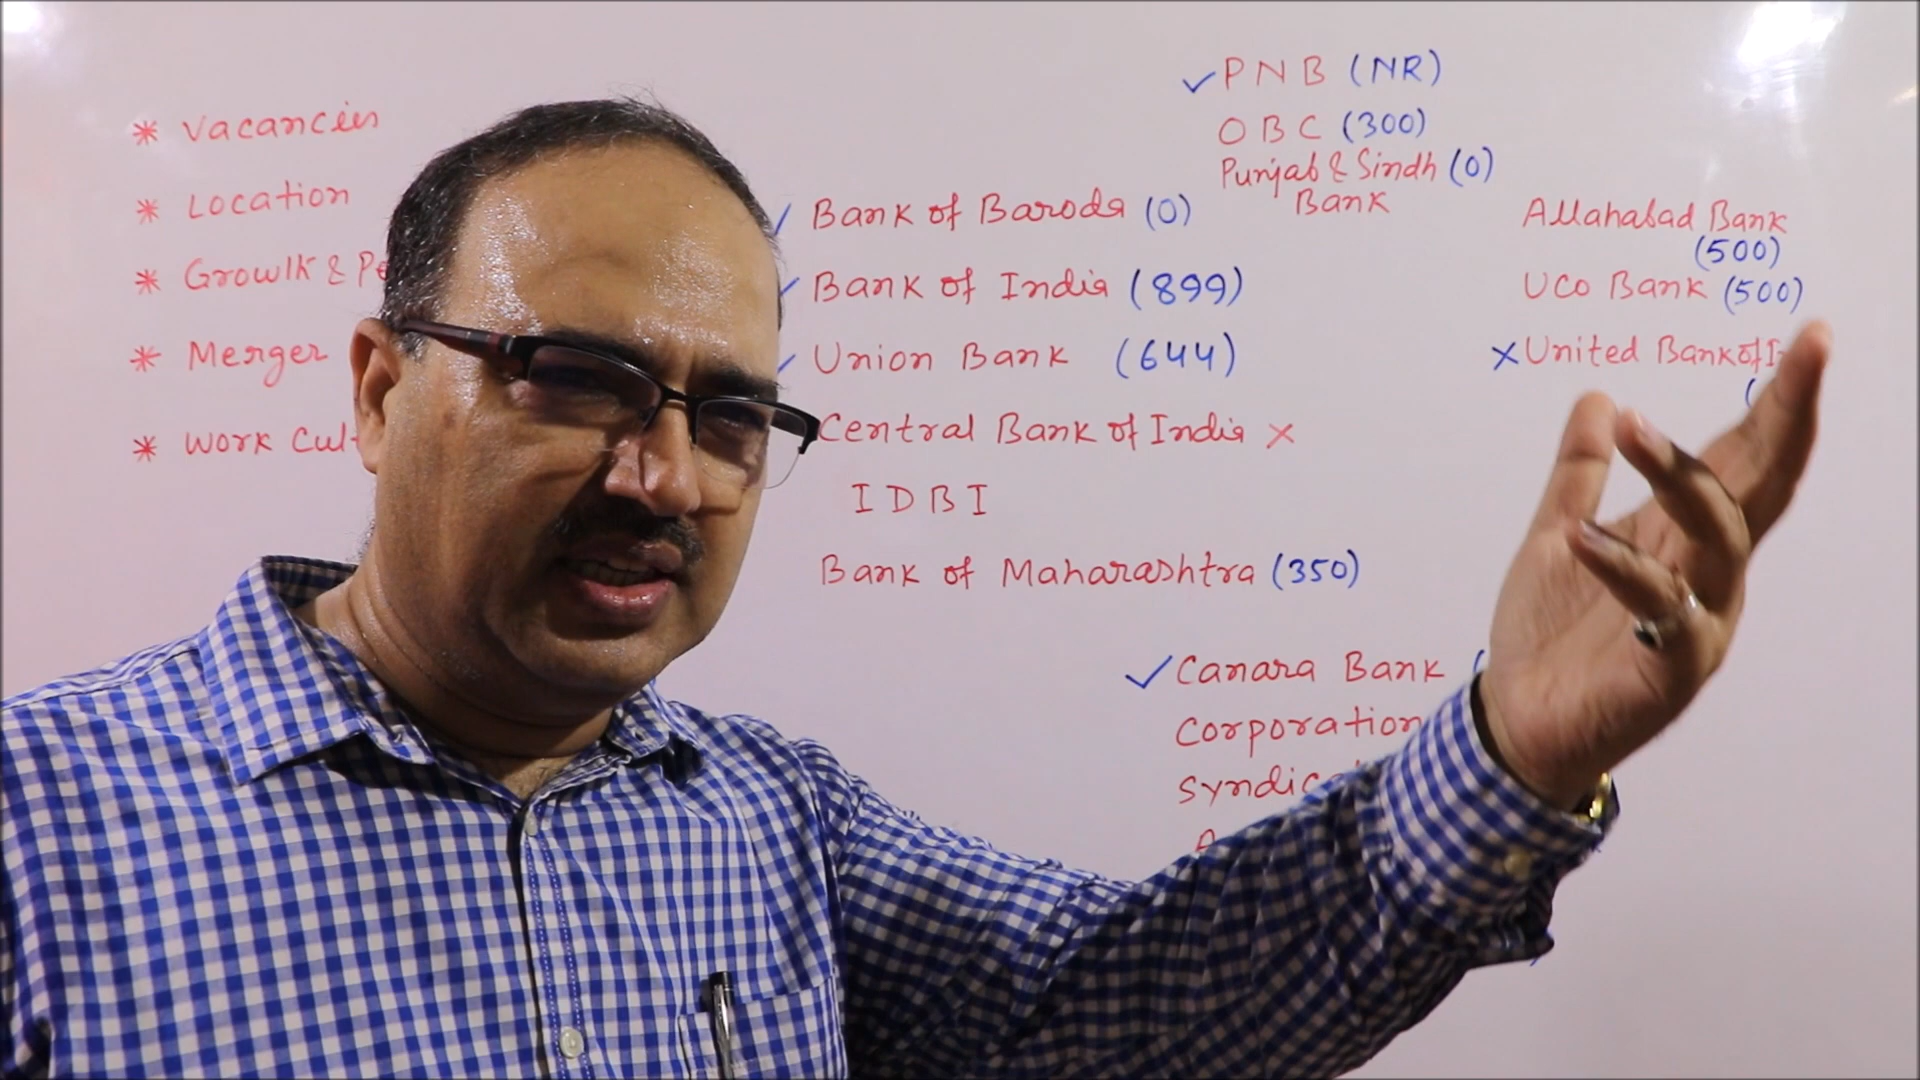 * Vacancies
* Location
* Growth &
* Merger
* Work
✓ PNB (NR)
OBC (300)
Punjab & Sindh (0)
Bank
✓ Bank of Baroda (0)
✓ Bank of India (899)
✓ Union Bank (644)
Central Bank of India ×
IDBI
Bank of Maharashtra (350)
Allahabad Bank
(500)
UCO Bank (500)
× United Bank of
✓ Canara Bank
Corporation